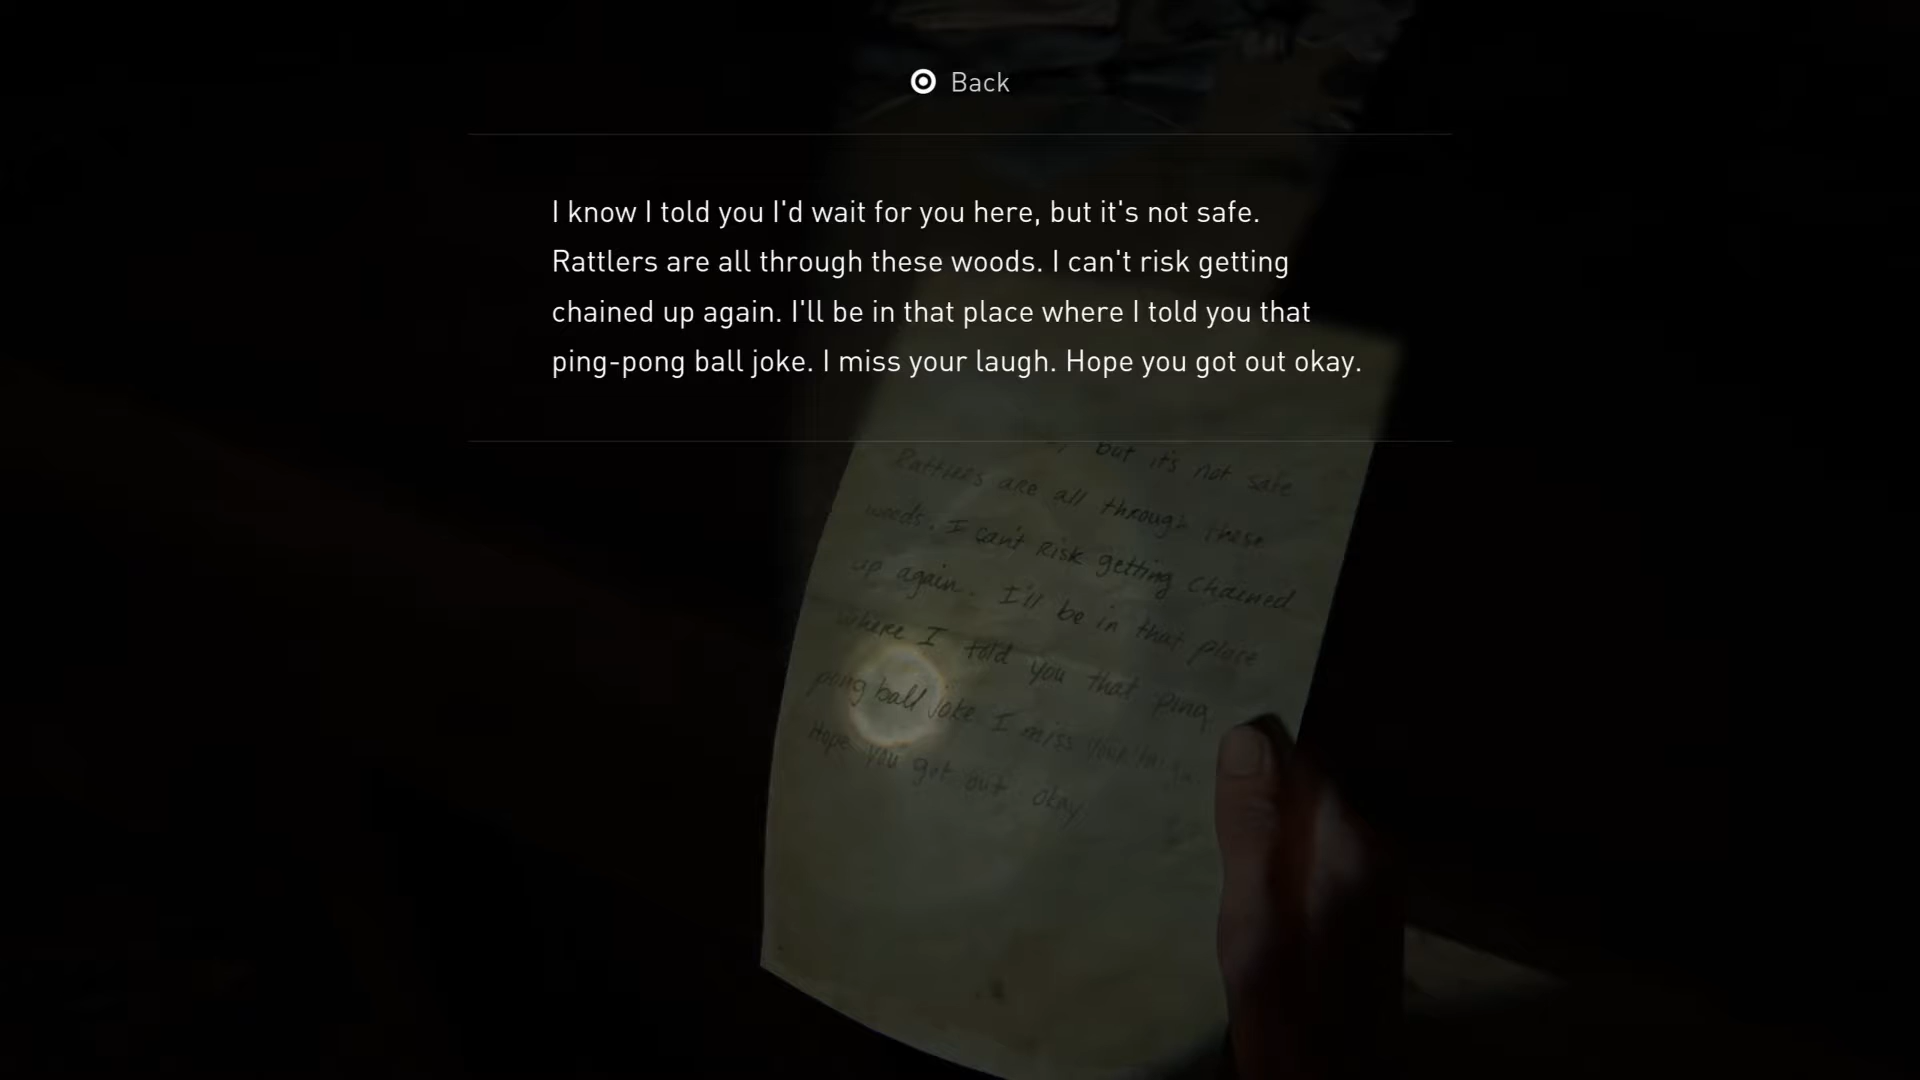 Back
I know I told you I'd wait for you here, but it's not safe.
Rattlers are all through these woods. I can't risk getting
chained up again. I'll be in that place where I told you that
ping-pong ball joke. I miss your laugh. Hope you got out okay.
but it's not safe
Rattlers are all through these
woods. I can't risk getting chained
up again. I'll be in that place
where I told you that ping-
pong ball joke I miss your
Hope you got out okay